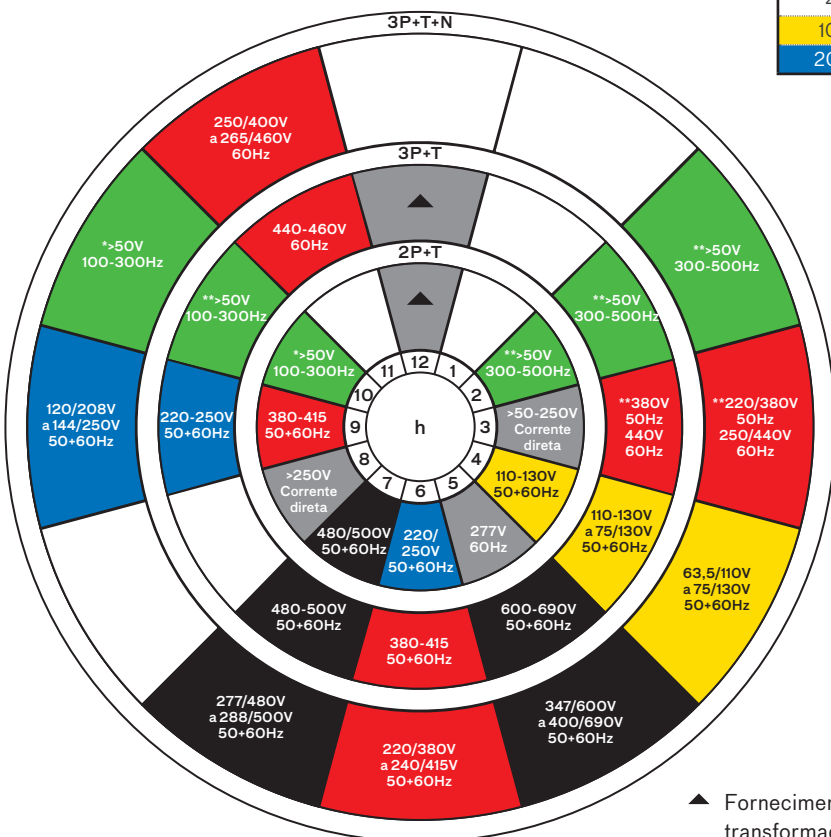 3P+T+N
250/400V
a 265/460V
60Hz
*>50V
100-300Hz
120/208V
a 144/250V
50+60Hz
277/480V
a 288/500V
50+60Hz
220/380V
a 240/415V
50+60Hz
347/600V
a 400/690V
50+60Hz
63,5/110V
a 75/130V
50+60Hz
**220/380V
50Hz
250/440V
60Hz
**>50V
300-500Hz
3P+T
▲
440-460V
60Hz
**>50V
100-300Hz
220-250V
50+60Hz
480-500V
50+60Hz
380-415
50+60Hz
600-690V
50+60Hz
110-130V
a 75/130V
50+60Hz
**380V
50Hz
440V
60Hz
**>50V
300-500Hz
2P+T
▲
*>50V
100-300Hz
380-415
50+60Hz
>250V
Corrente
direta
480/500V
50+60Hz
220/
250V
50+60Hz
277V
60Hz
110-130V
50+60Hz
>50-250V
Corrente
direta
**>50V
300-500Hz
12
1
2
3
4
5
6
7
8
9
10
11
h
10
20
▲ Fornecimen
transformad